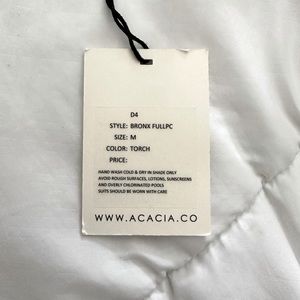 D4
STYLE: BRONX FULLPC
SIZE: M
COLOR: TORCH
PRICE:
HAND WASH COLD & DRY IN SHADE ONLY
AVOID ROUGH SURFACES, LOTIONS, SUNSCREENS
AND OVERLY CHLORINATED POOLS
SUITS SHOULD BE WORN WITH CARE
WWW.ACACIA.CO